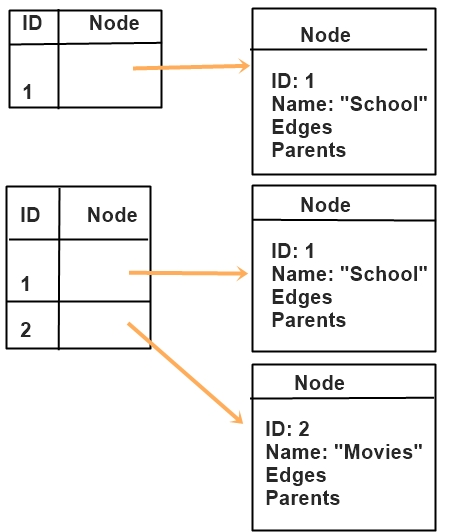 ID Node
1
Node
ID: 1
Name: "School"
Edges
Parents
ID Node
1
2
Node
ID: 1
Name: "School"
Edges
Parents
Node
ID: 2
Name: "Movies"
Edges
Parents